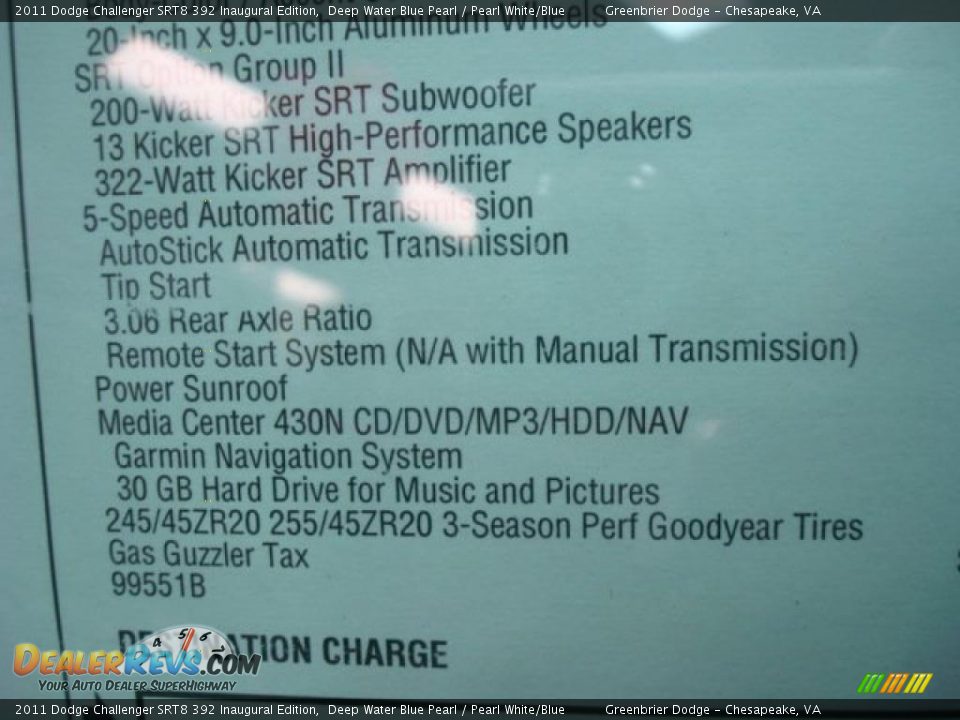 2011 Dodge Challenger SRT8 392 Inaugural Edition, Deep Water Blue Pearl / Pearl White/Blue Greenbrier Dodge - Chesapeake, VA
20-Inch x 9.0-Inch Aluminum Wheels
SRT Option Group II
200-Watt Kicker SRT Subwoofer
13 Kicker SRT High-Performance Speakers
322-Watt Kicker SRT Amplifier
5-Speed Automatic Transmission
AutoStick Automatic Transmission
Tip Start
3.06 Rear Axle Ratio
Remote Start System (N/A with Manual Transmission)
Power Sunroof
Media Center 430N CD/DVD/MP3/HDD/NAV
Garmin Navigation System
30 GB Hard Drive for Music and Pictures
245/45ZR20 255/45ZR20 3-Season Perf Goodyear Tires
Gas Guzzler Tax
99551B
DESTINATION CHARGE
4 5 6
DealerRevs.com
Your Auto Dealer SuperHighway
2011 Dodge Challenger SRT8 392 Inaugural Edition, Deep Water Blue Pearl / Pearl White/Blue Greenbrier Dodge - Chesapeake, VA